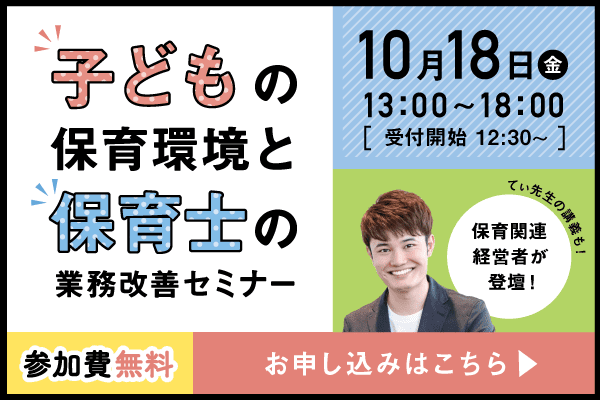 子どもの
保育環境と
保育士の
業務改善セミナー
10月18日㊎
13:00〜18:00
[ 受付開始 12:30〜 ]
てぃ先生の講義も!
保育関連
経営者が
登壇!
参加費無料
お申し込みはこちら▶